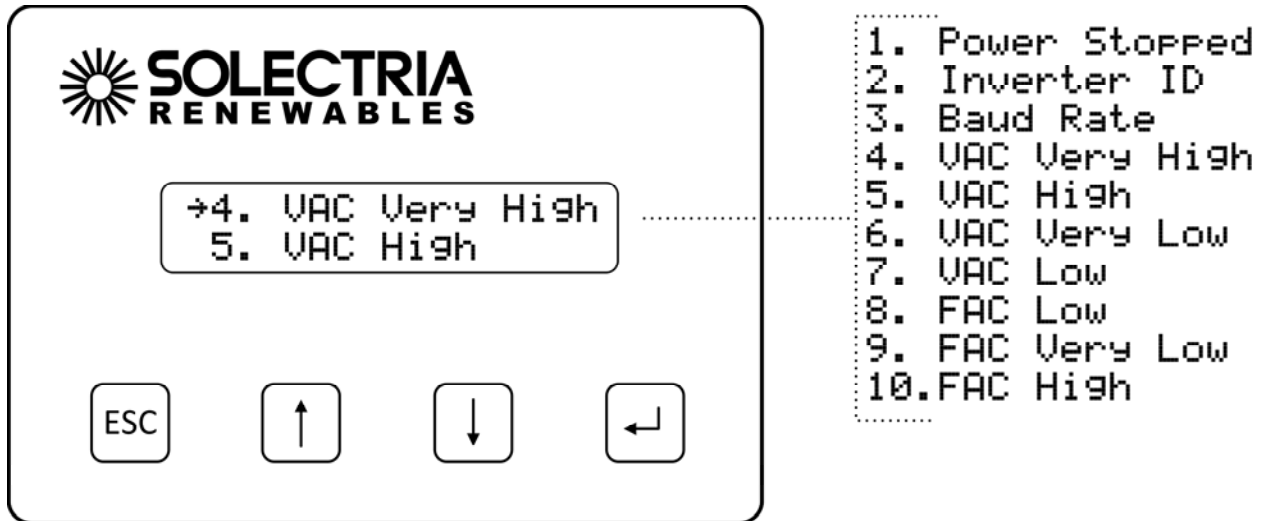 SOLECTRIA
RENEWABLES
→4. VAC Very High
5. VAC High
ESC
↑
↓
↵
1. Power Stopped
2. Inverter ID
3. Baud Rate
4. VAC Very High
5. VAC High
6. VAC Very Low
7. VAC Low
8. FAC Low
9. FAC Very Low
10.FAC High